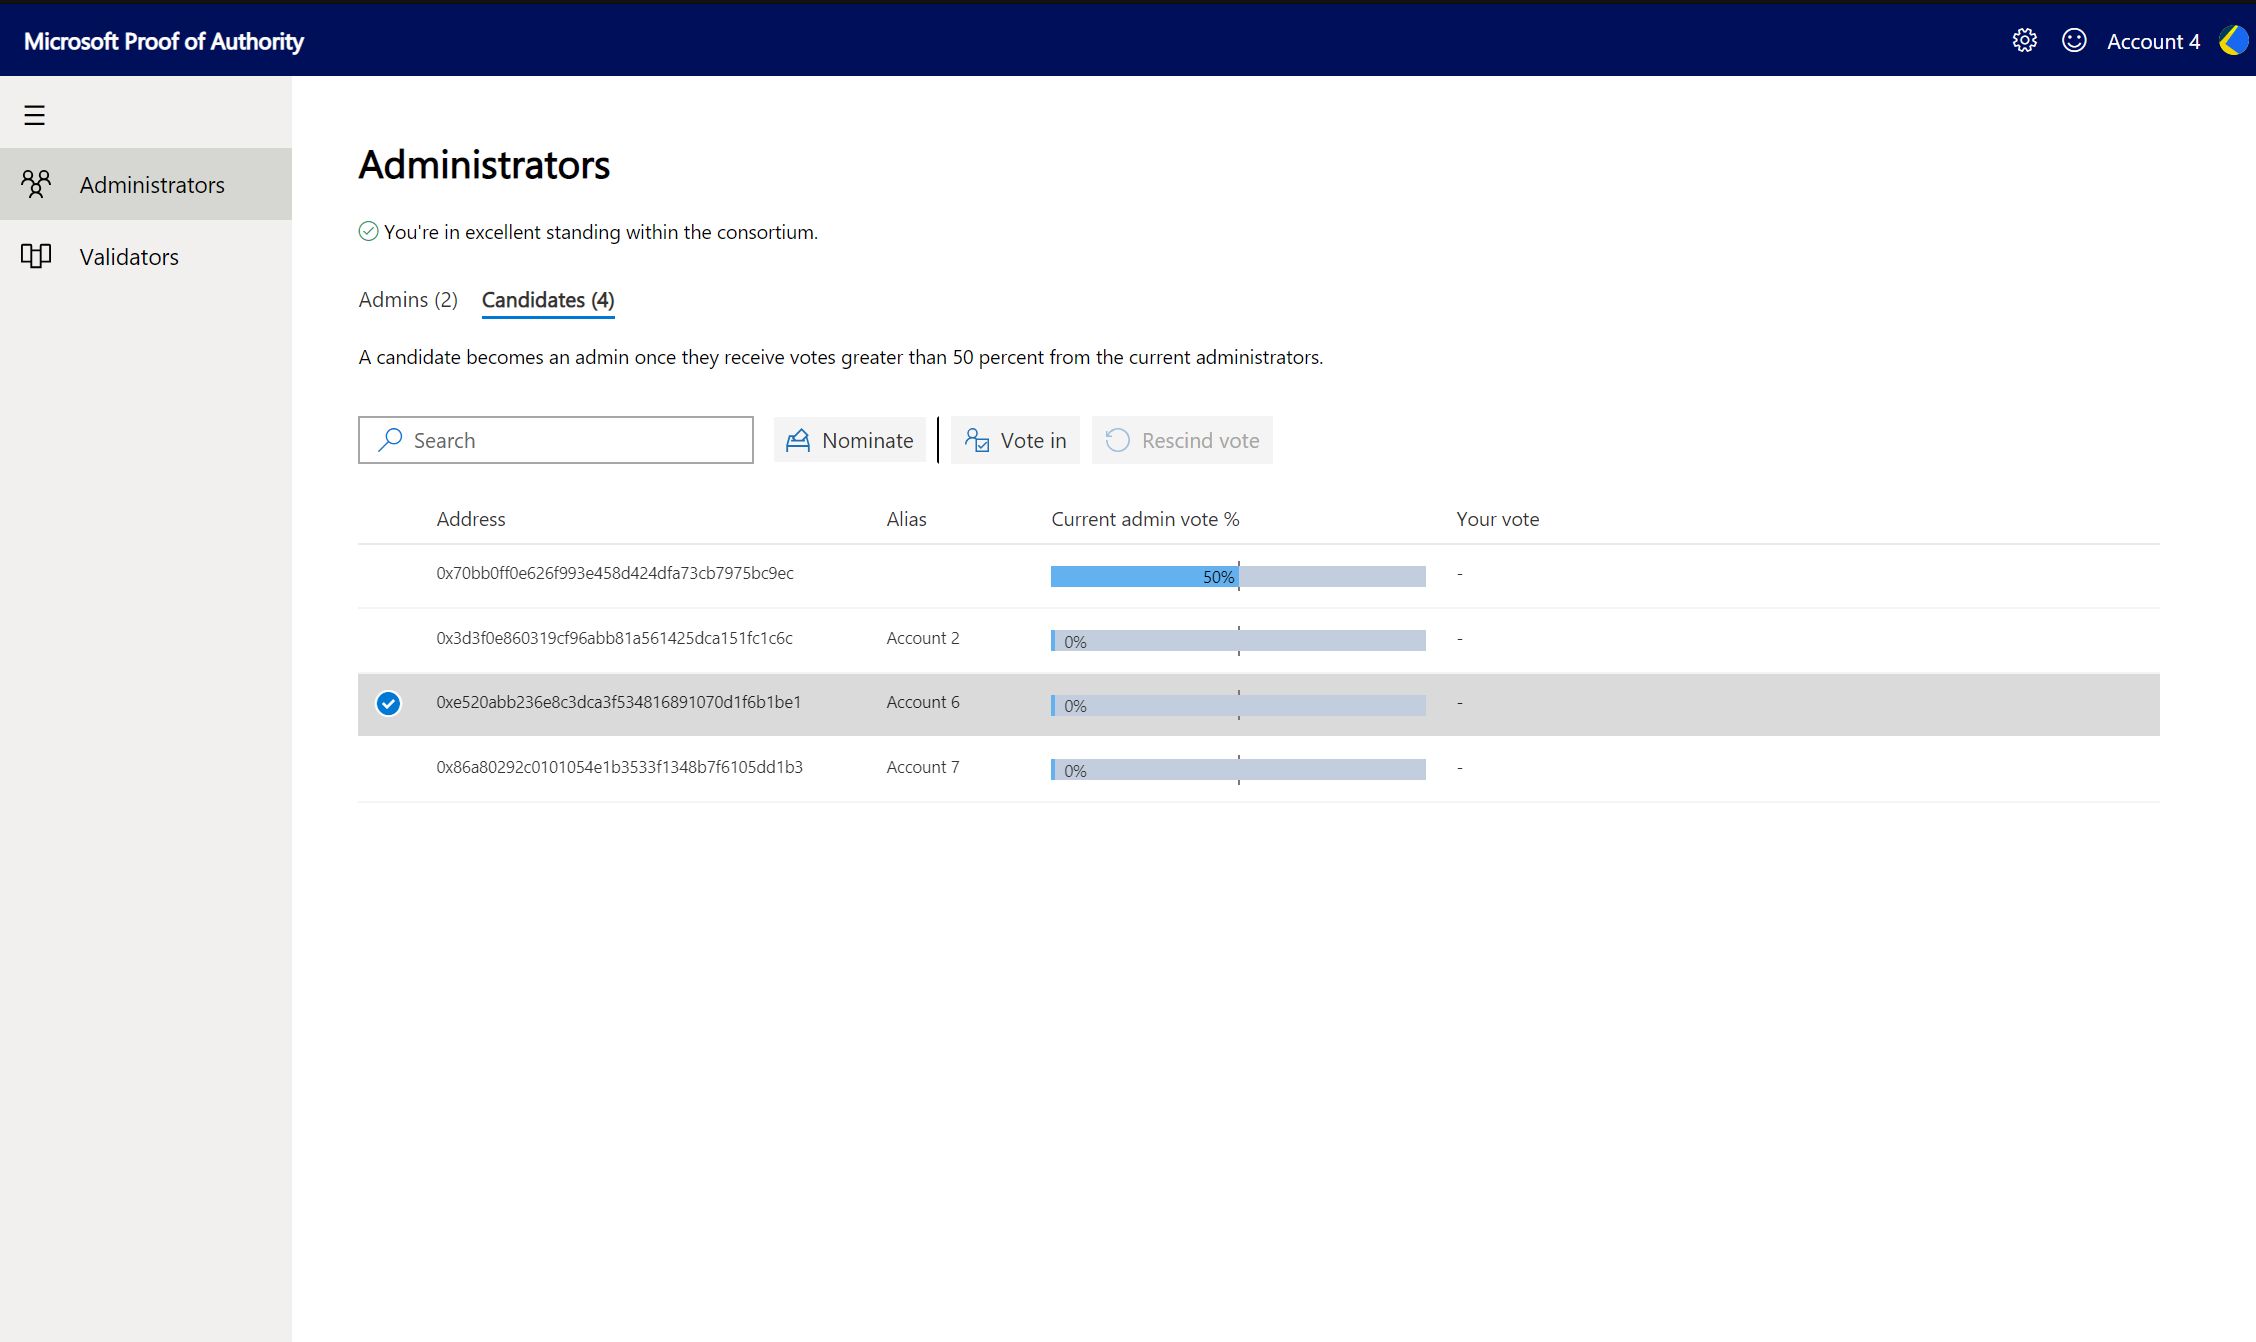 Microsoft Proof of Authority
Account 4
Administrators
Validators
Administrators
You're in excellent standing within the consortium.
Admins (2) Candidates (4)
A candidate becomes an admin once they receive votes greater than 50 percent from the current administrators.
Search Nominate Vote in Rescind vote
Address Alias Current admin vote % Your vote
0x70bb0ff0e626f993e458d424dfa73cb7975bc9ec 50% -
0x3d3f0e860319cf96abb81a561425dca151fc1c6c Account 2 0% -
0xe520abb236e8c3dca3f534816891070d1f6b1be1 Account 6 0% -
0x86a80292c0101054e1b3533f1348b7f6105dd1b3 Account 7 0% -